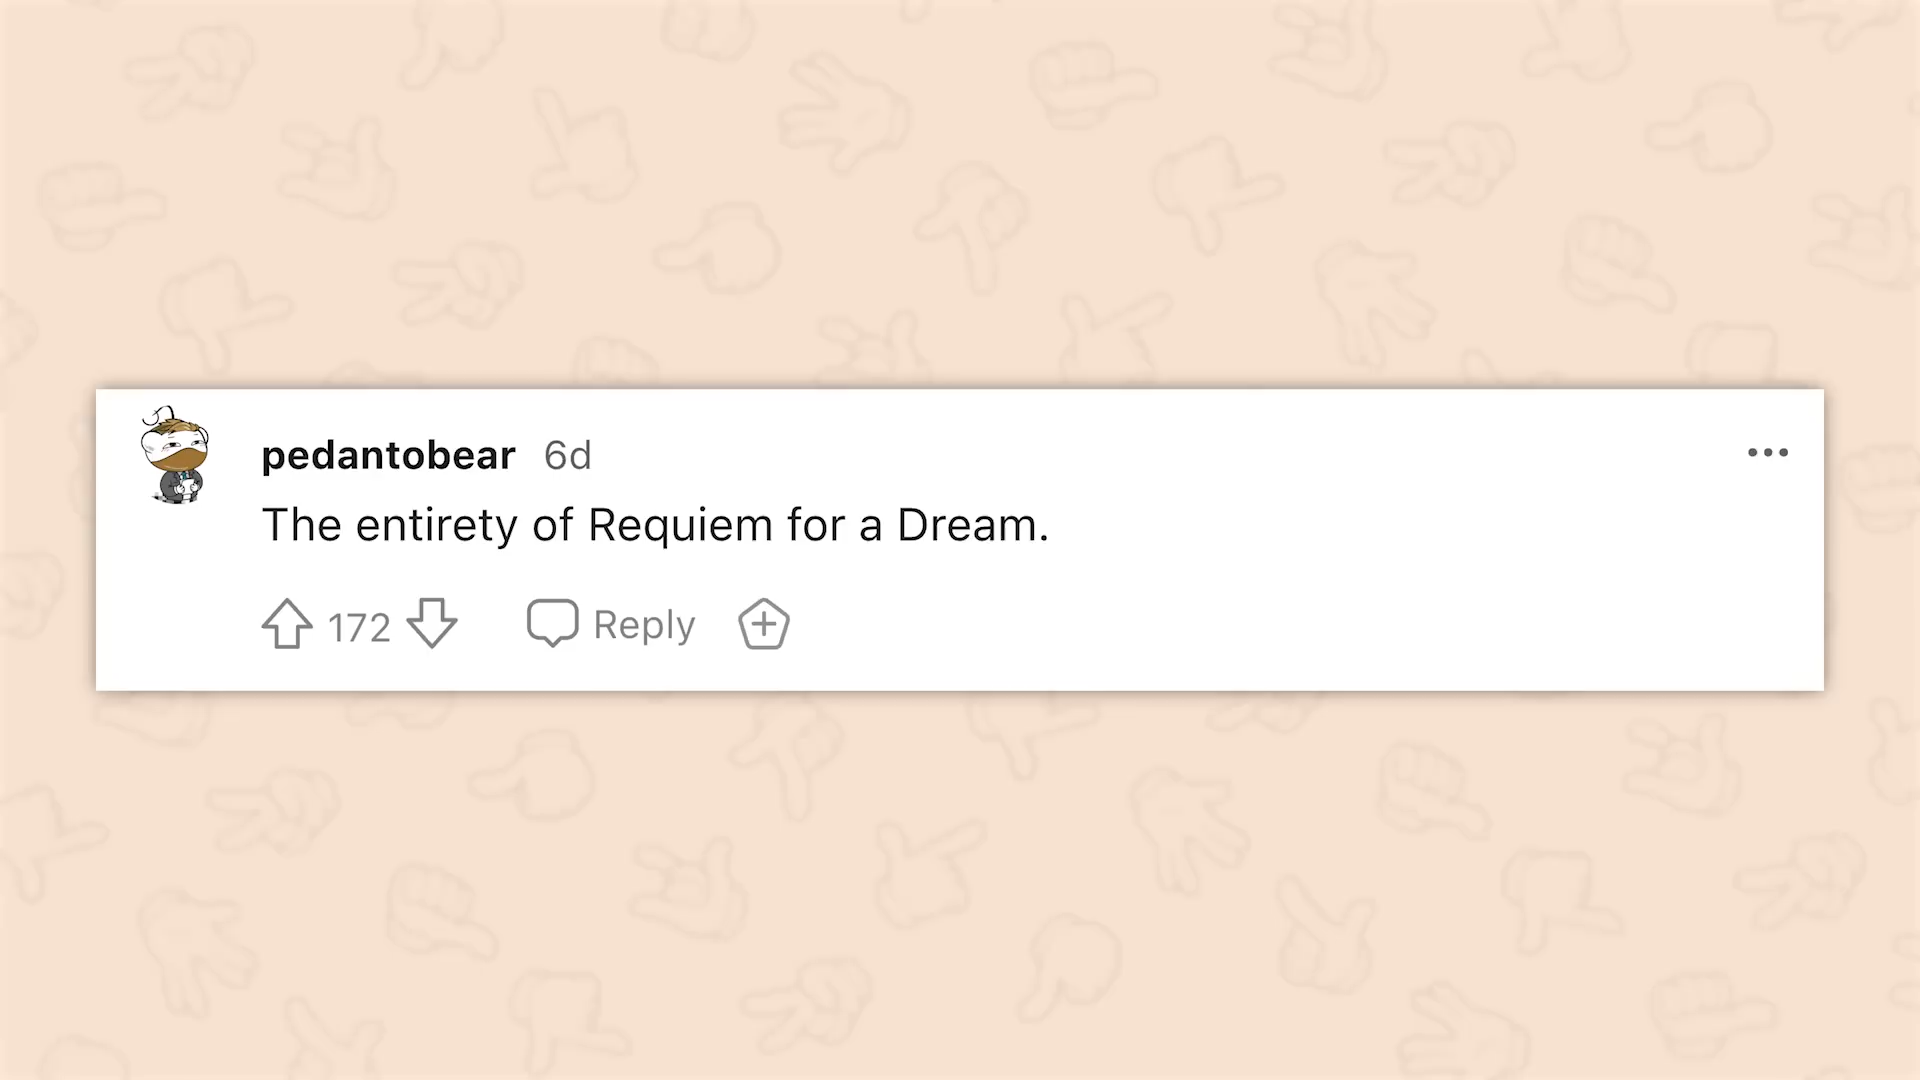 pedantobear 6d
The entirety of Requiem for a Dream.
172 Reply